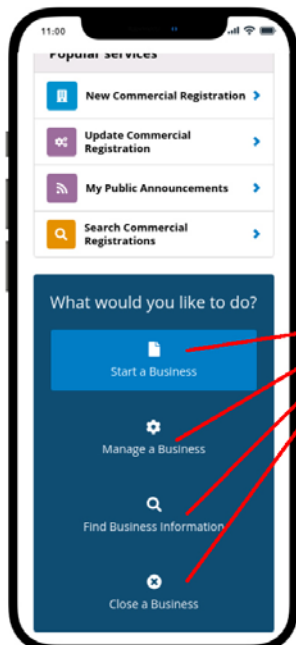 11:00
Popular services
New Commercial Registration
Update Commercial
Registration
My Public Announcements
Search Commercial
Registrations
What would you like to do?
Start a Business
Manage a Business
Find Business Information
Close a Business